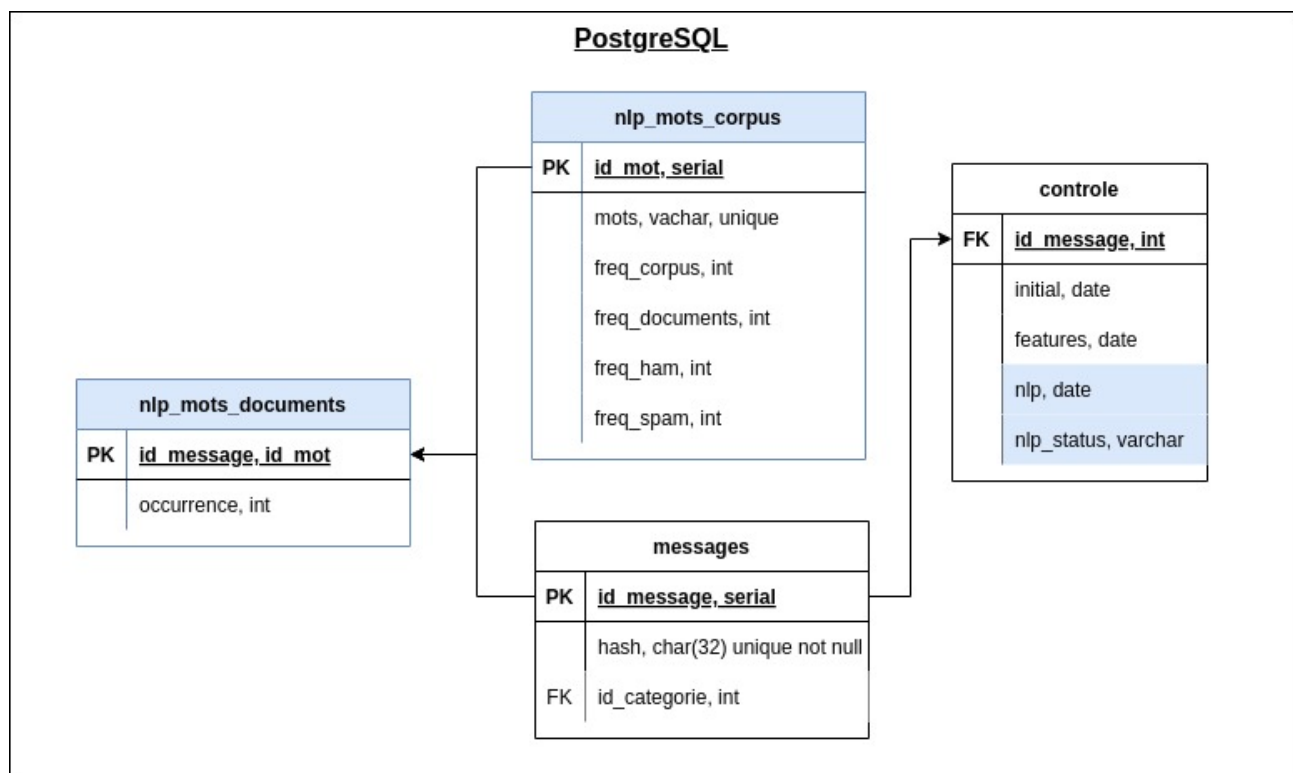 PostgreSQL
nlp_mots_corpus
PK id_mot, serial
mots, vachar, unique
freq_corpus, int
freq_documents, int
freq_ham, int
freq_spam, int
controle
FK id_message, int
initial, date
features, date
nlp, date
nlp_status, varchar
nlp_mots_documents
PK id_message, id_mot
occurrence, int
messages
PK id_message, serial
hash, char(32) unique not null
FK id_categorie, int